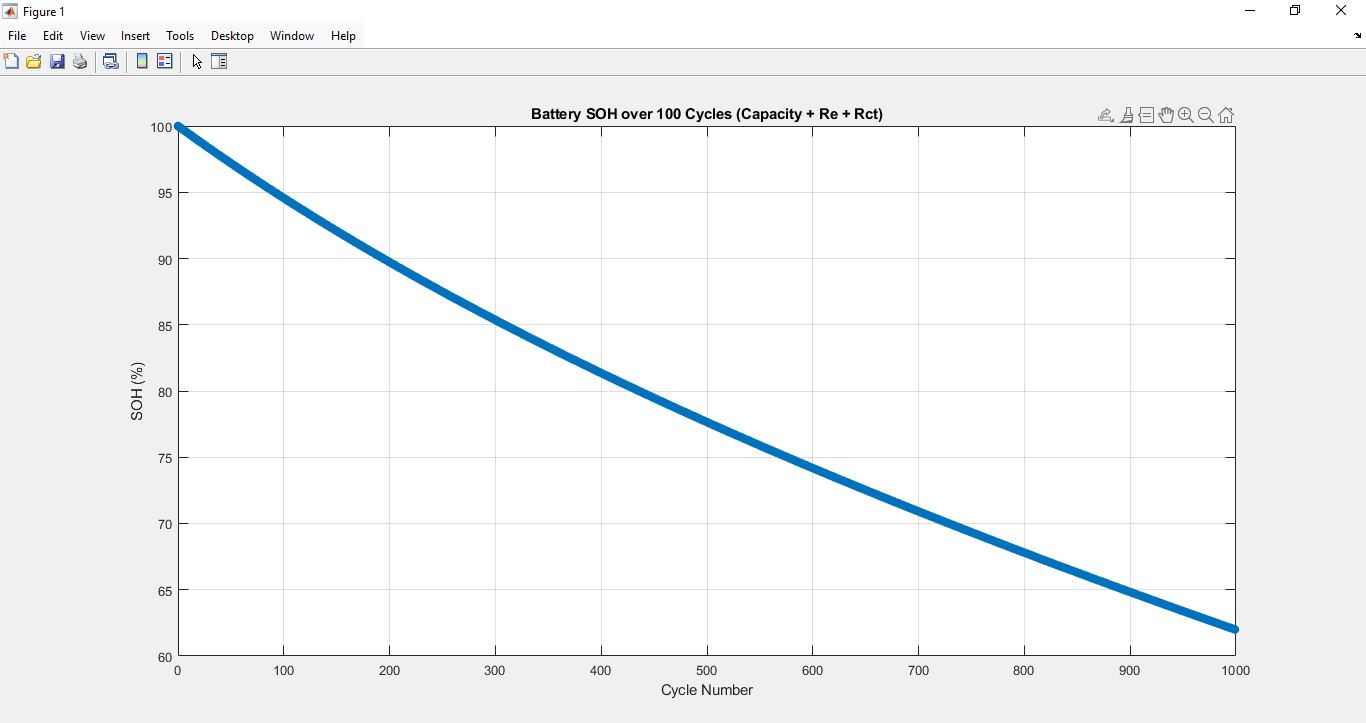 Figure 1
File Edit View Insert Tools Desktop Window Help
Battery SOH over 100 Cycles (Capacity + Re + Rct)
100
95
90
85
80
75
70
65
60
SOH (%)
0 100 200 300 400 500 600 700 800 900 1000
Cycle Number